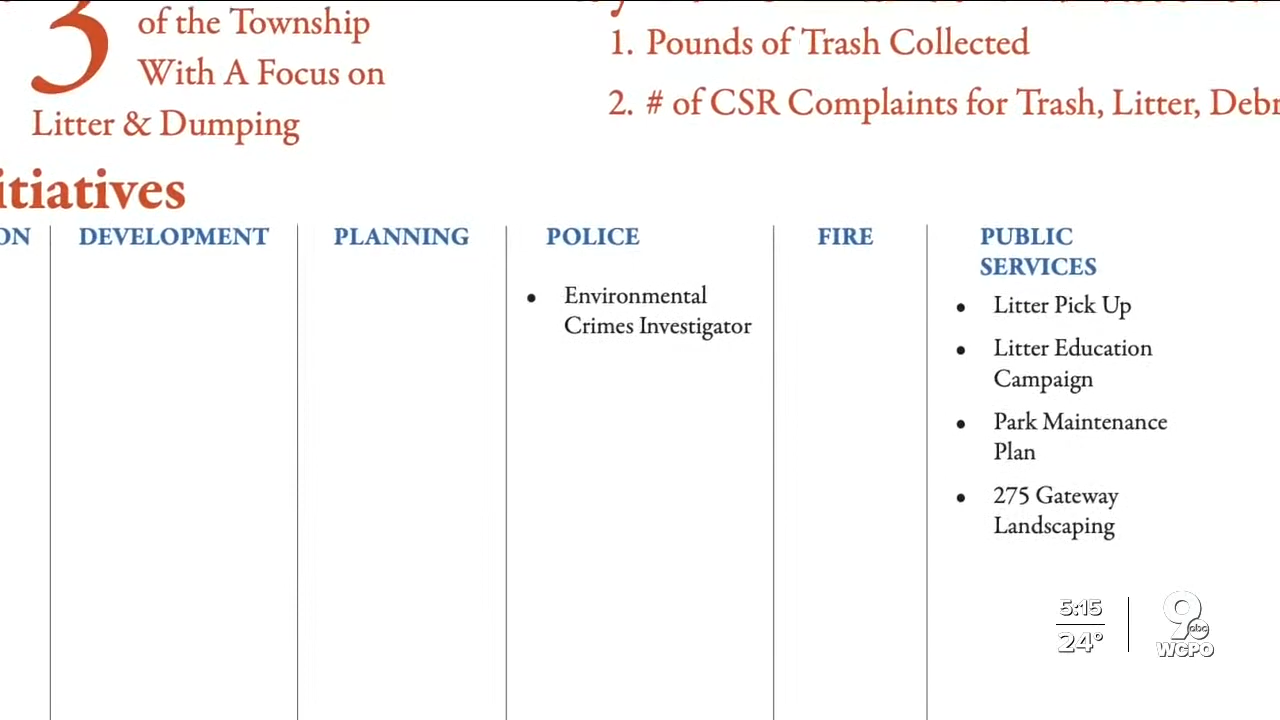 3
of the Township
With A Focus on
Litter & Dumping
1. Pounds of Trash Collected
2. # of CSR Complaints for Trash, Litter, Debr
itiatives
ON
DEVELOPMENT
PLANNING
POLICE
FIRE
PUBLIC
SERVICES
• Environmental
Crimes Investigator
• Litter Pick Up
• Litter Education
Campaign
• Park Maintenance
Plan
• 275 Gateway
Landscaping
5:15
24°
9
abc
WCPO